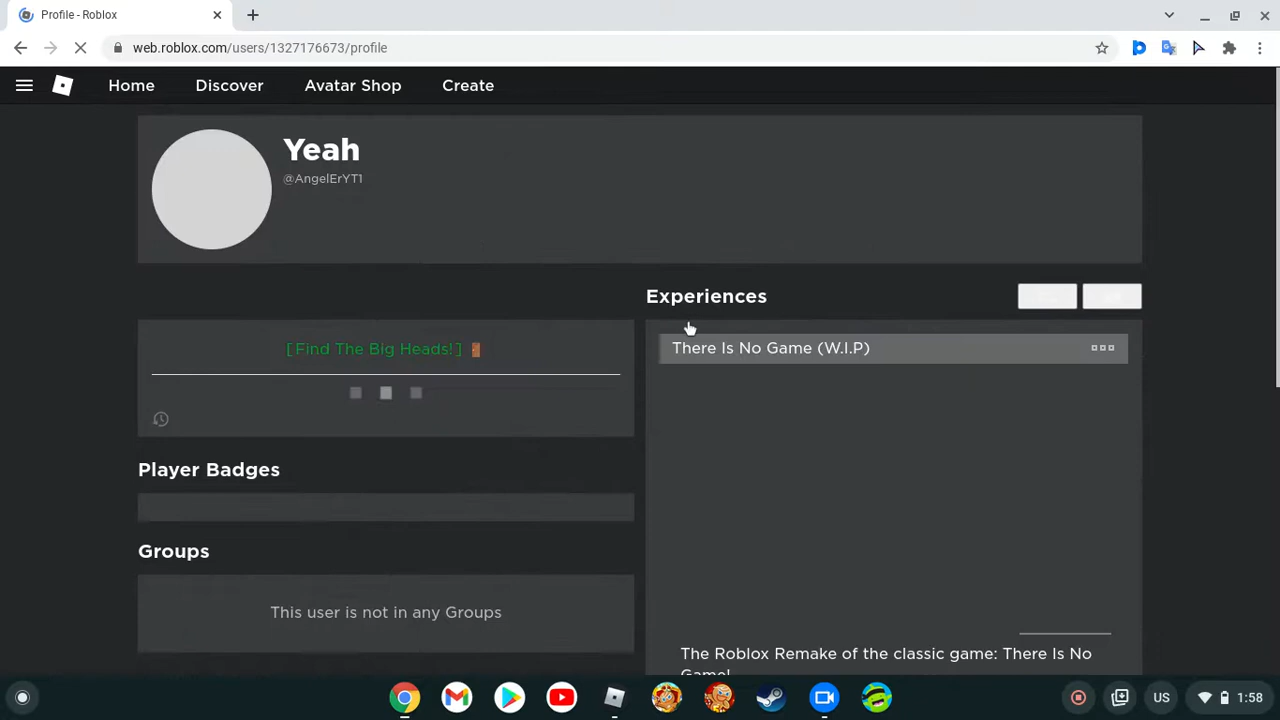 Profile - Roblox
web.roblox.com/users/1327176673/profile
Home Discover Avatar Shop Create
Yeah
@AngelErYT1
[Find The Big Heads!]
Experiences
There Is No Game (W.I.P)
Player Badges
Groups
This user is not in any Groups
The Roblox Remake of the classic game: There Is No
Game!
US 1:58